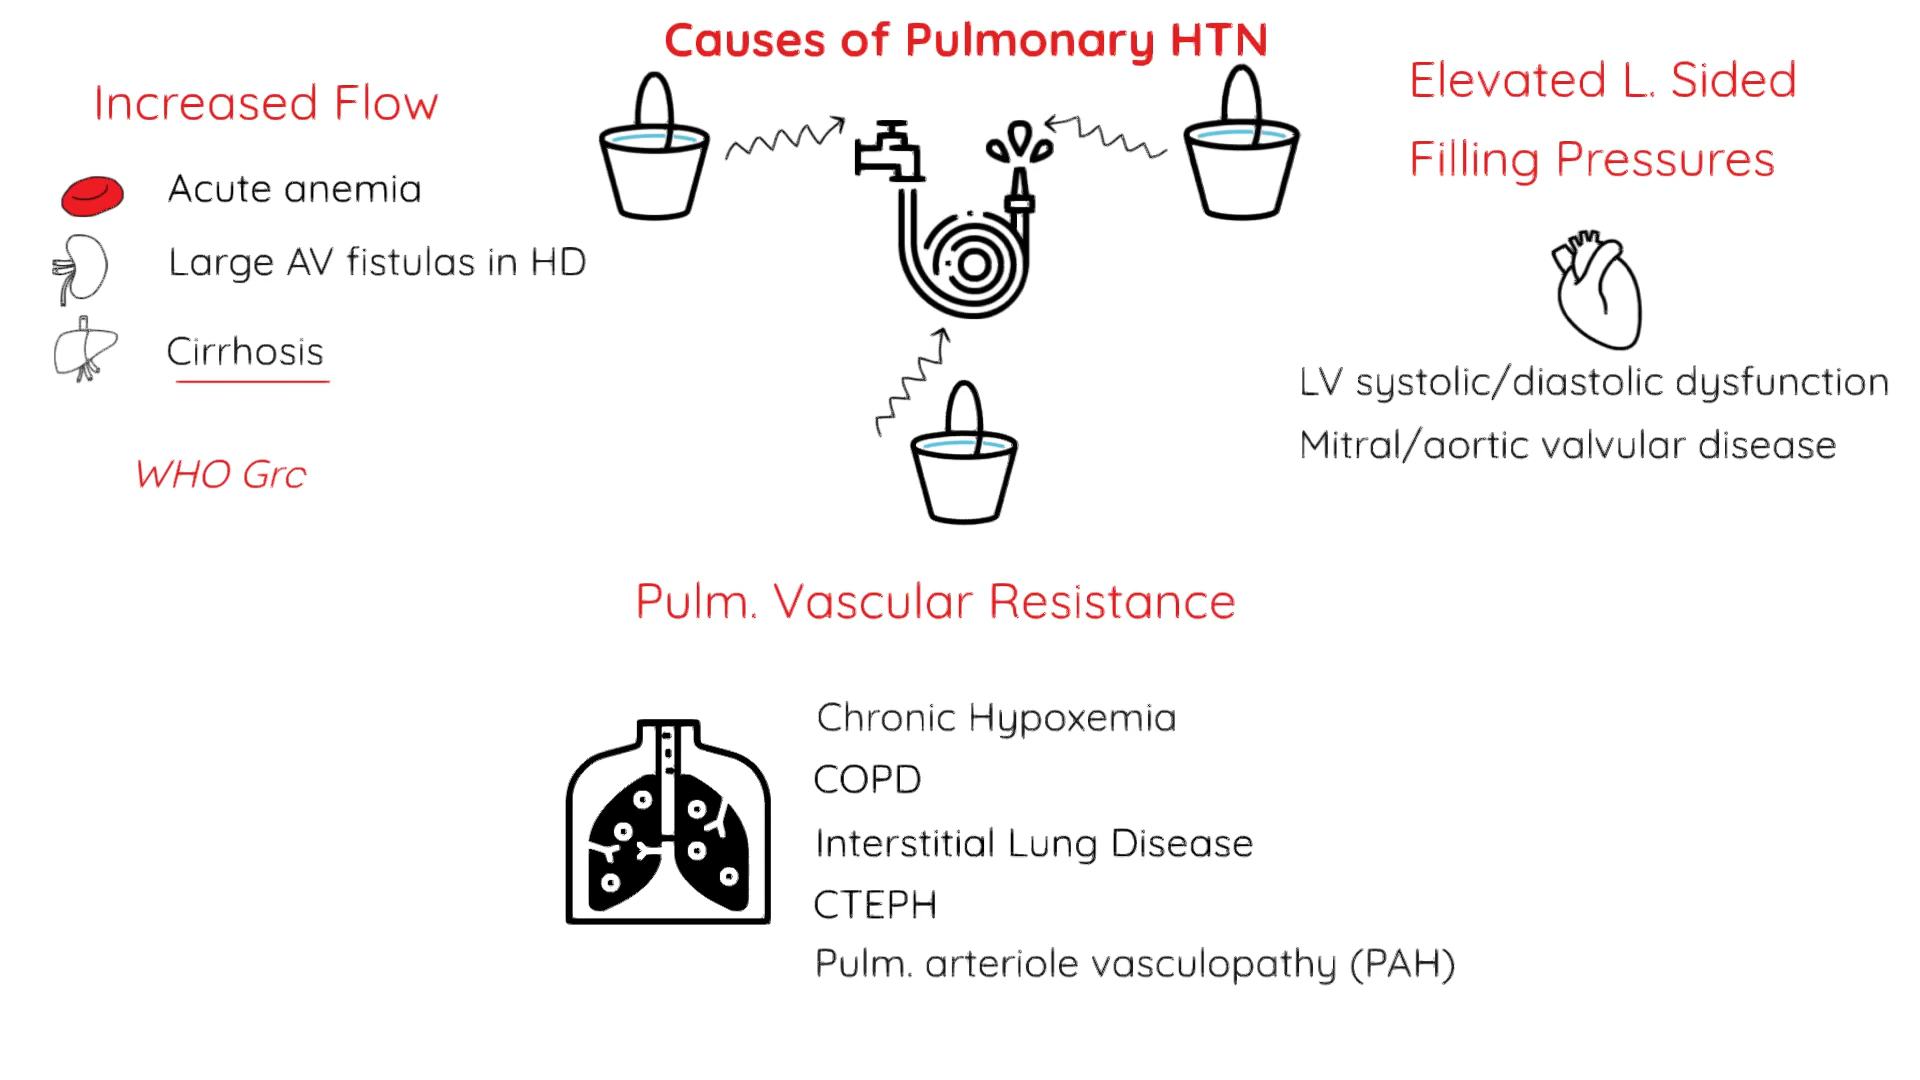 Causes of Pulmonary HTN
Increased Flow
Acute anemia
Large AV fistulas in HD
Cirrhosis
WHO Grc
Elevated L. Sided
Filling Pressures
LV systolic/diastolic dysfunction
Mitral/aortic valvular disease
Pulm. Vascular Resistance
Chronic Hypoxemia
COPD
Interstitial Lung Disease
CTEPH
Pulm. arteriole vasculopathy (PAH)